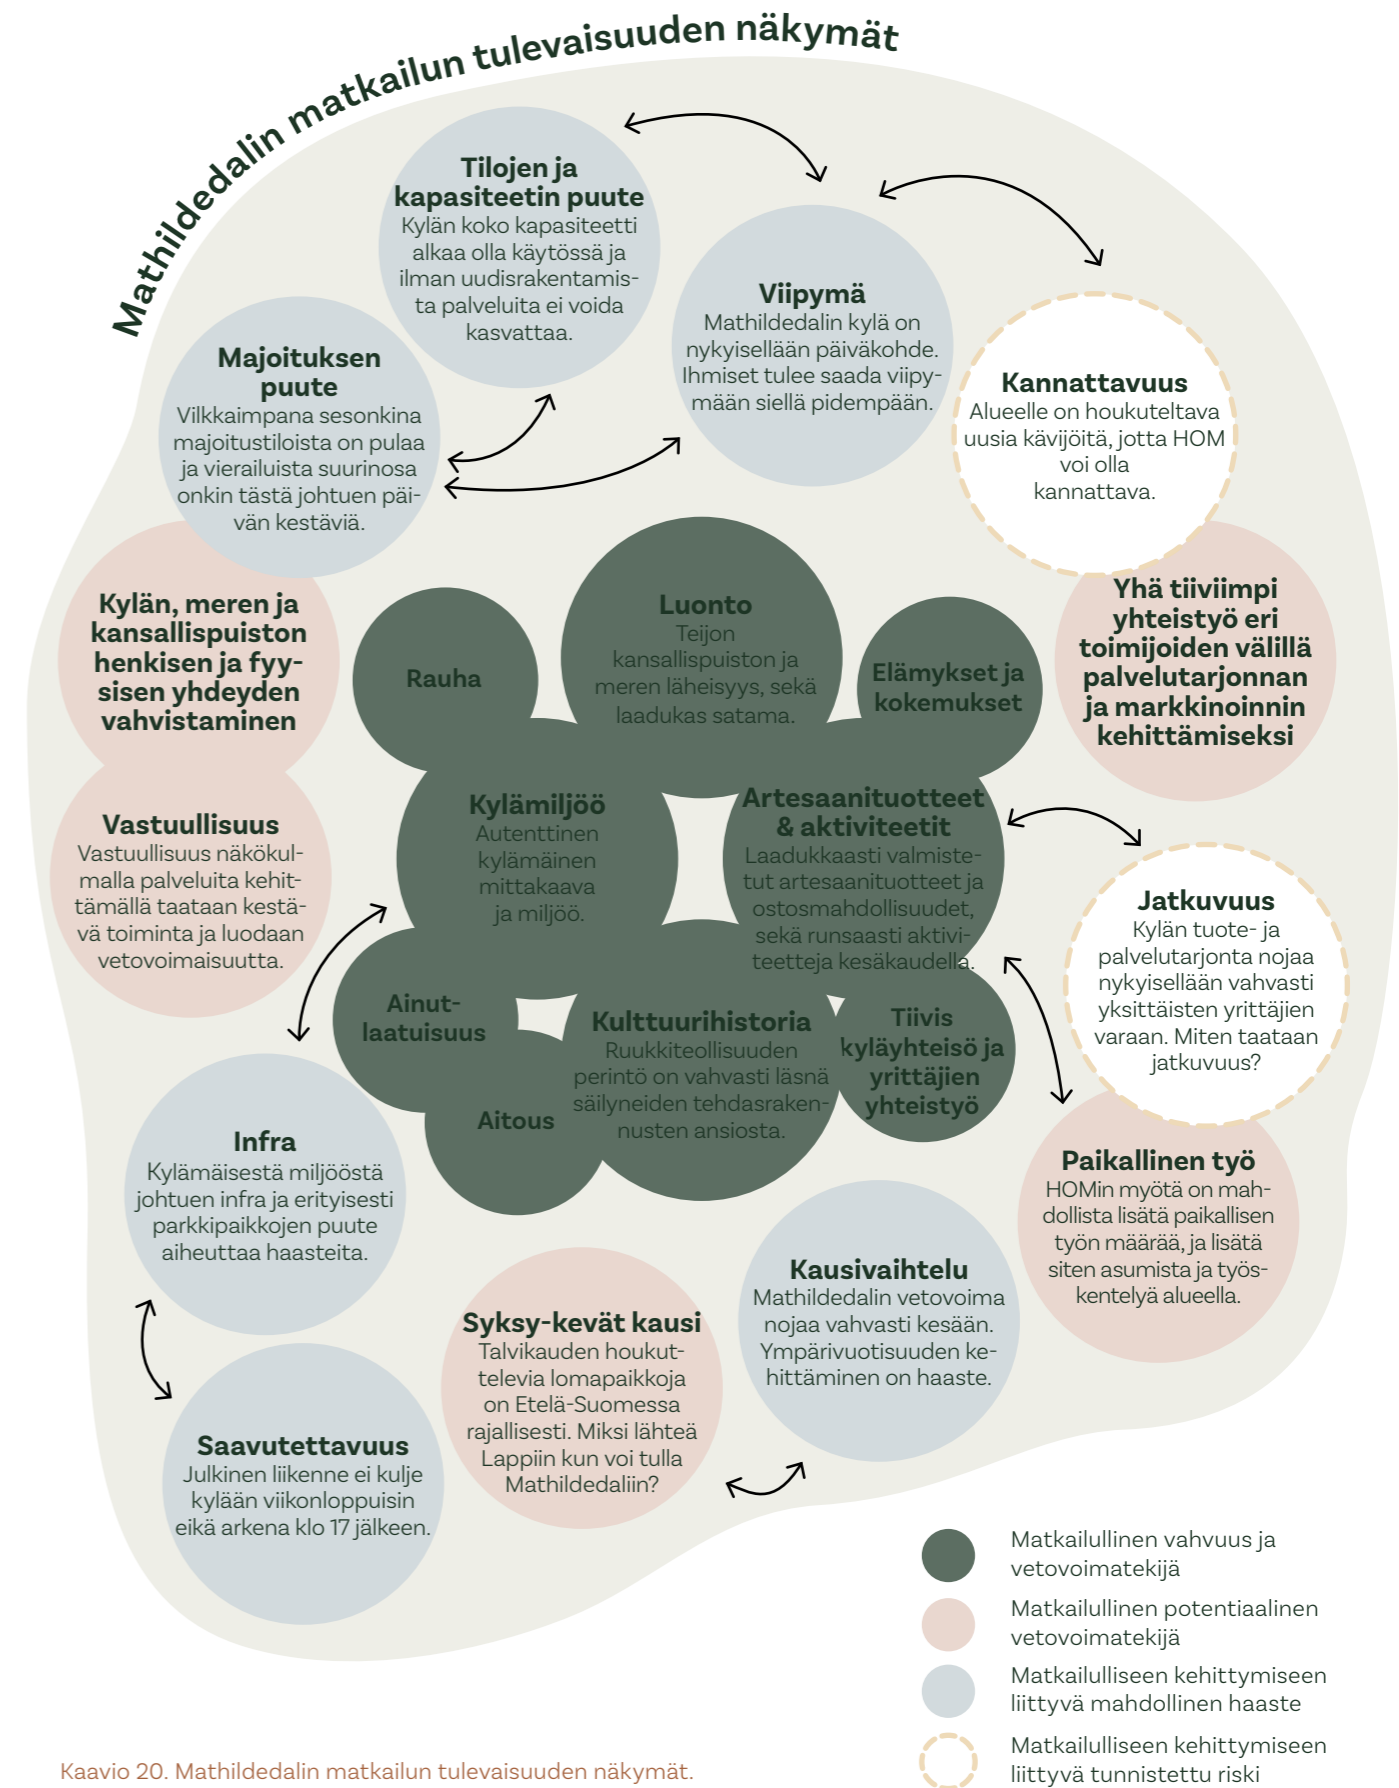 Mathildedalin matkailun tulevaisuuden näkymät
Tilojen ja
kapasiteetin puute
Kylän koko kapasiteetti
alkaa olla käytössä ja
ilman uudisrakentamis-
ta palveluita ei voida
kasvattaa.
Viipymä
Mathildedalin kylä on
nykyisellään päiväkohde.
Ihmiset tulee saada viipy-
mään siellä pidempään.
Majoituksen
puute
Vilkkaimpana sesonkina
majoitustiloista on pulaa
ja vierailuista suurinosa
onkin tästä johtuen päi-
vän kestäviä.
Kannattavuus
Alueelle on houkuteltava
uusia kävijöitä, jotta HOM
voi olla
kannattava.
Kylän, meren ja
kansallispuiston
henkisen ja fyy-
sisen yhdeyden
vahvistaminen
Rauha
Luonto
Teijon
kansallispuiston ja
meren läheisyys, sekä
laadukas satama.
Elämykset ja
kokemukset
Yhä tiiviimpi
yhteistyö eri
toimijoiden välillä
palvelutarjonnan
ja markkinoinnin
kehittämiseksi
Vastuullisuus
Vastuullisuus näkökul-
malla palveluita kehit-
tämällä taataan kestä-
vä toiminta ja luodaan
vetovoimaisuutta.
Kylämiljöö
Autenttinen
kylämäinen
mittakaava
ja miljöö.
Artesaanituotteet
& aktiviteetit
Laadukkaasti valmiste-
tut artesaanituotteet ja
ostosmahdollisuudet,
sekä runsaasti aktivi-
teetteja kesäkaudella.
Jatkuvuus
Kylän tuote- ja
palvelutarjonta nojaa
nykyisellään vahvasti
yksittäisten yrittäjien
varaan. Miten taataan
jatkuvuus?
Ainut-
laatuisuus
Kulttuurihistoria
Ruukkiteollisuuden
perintö on vahvasti läsnä
säilyneiden tehdasraken-
nusten ansiosta.
Tiivis
kyläyhteisö ja
yrittäjien
yhteistyö
Aitous
Infra
Kylämäisestä miljööstä
johtuen infra ja erityisesti
parkkipaikkojen puute
aiheuttaa haasteita.
Paikallinen työ
HOMin myötä on mah-
dollista lisätä paikallisen
työn määrää, ja lisätä
siten asumista ja työs-
kentelyä alueella.
Kausivaihtelu
Mathildedalin vetovoima
nojaa vahvasti kesään.
Ympärivuotisuuden ke-
hittäminen on haaste.
Syksy-kevät kausi
Talvikauden houkut-
televia lomapaikkoja
on Etelä-Suomessa
rajallisesti. Miksi lähteä
Lappiin kun voi tulla
Mathildedaliin?
Saavutettavuus
Julkinen liikenne ei kulje
kylään viikonloppuisin
eikä arkena klo 17 jälkeen.
Matkailullinen vahvuus ja
vetovoimatekijä
Matkailullinen potentiaalinen
vetovoimatekijä
Matkailulliseen kehittymiseen
liittyvä mahdollinen haaste
Matkailulliseen kehittymiseen
liittyvä tunnistettu riski
Kaavio 20. Mathildedalin matkailun tulevaisuuden näkymät.